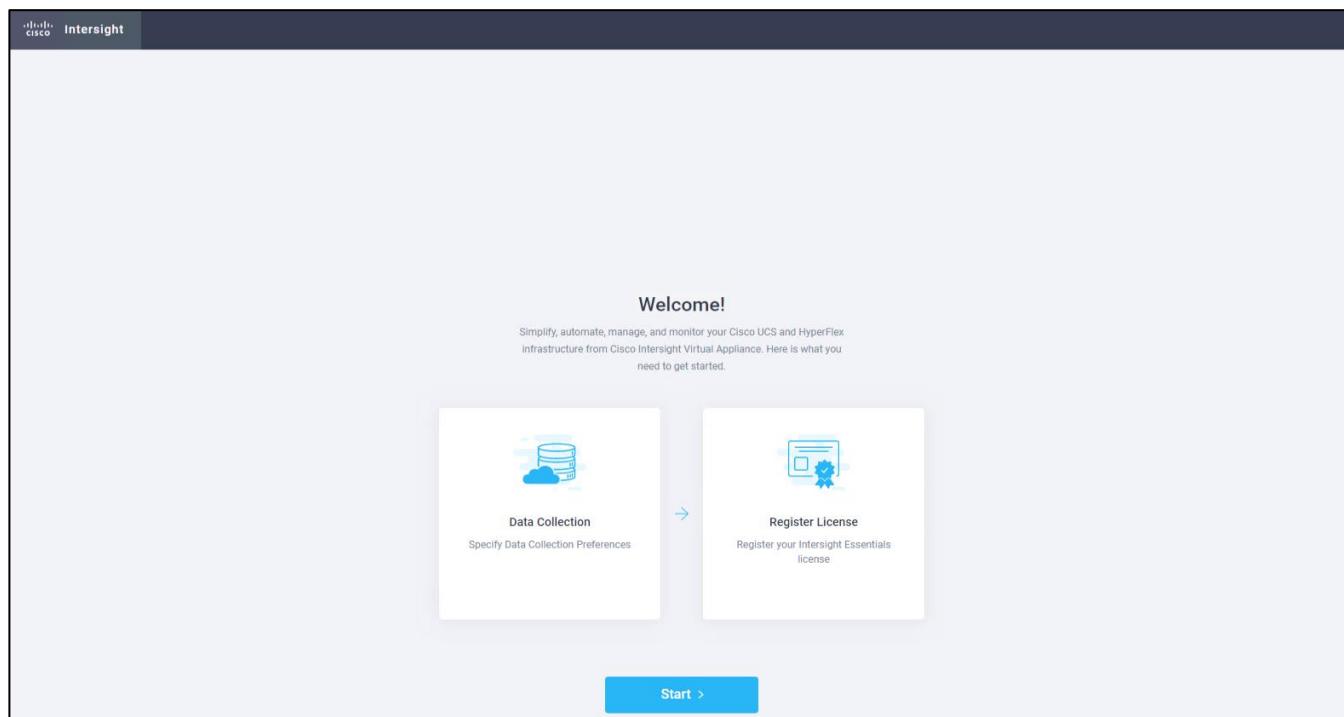 cisco Intersight
Welcome!
Simplify, automate, manage, and monitor your Cisco UCS and HyperFlex
infrastructure from Cisco Intersight Virtual Appliance. Here is what you
need to get started.
Data Collection
Specify Data Collection Preferences
Register License
Register your Intersight Essentials
license
Start >